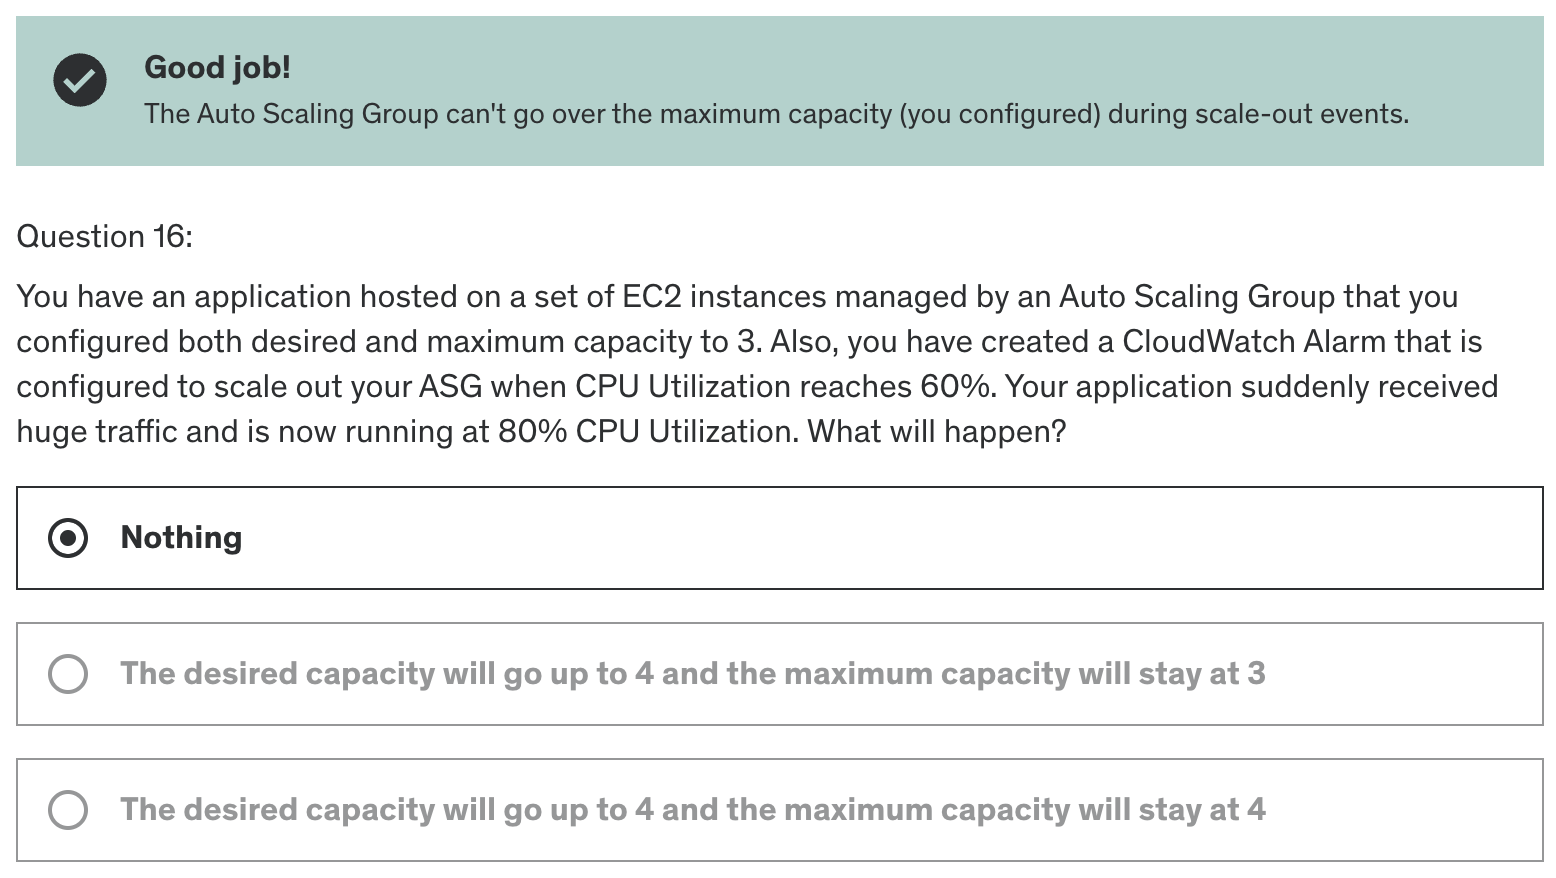 Good job!
The Auto Scaling Group can't go over the maximum capacity (you configured) during scale-out events.
Question 16:
You have an application hosted on a set of EC2 instances managed by an Auto Scaling Group that you
configured both desired and maximum capacity to 3. Also, you have created a CloudWatch Alarm that is
configured to scale out your ASG when CPU Utilization reaches 60%. Your application suddenly received
huge traffic and is now running at 80% CPU Utilization. What will happen?
Nothing
The desired capacity will go up to 4 and the maximum capacity will stay at 3
The desired capacity will go up to 4 and the maximum capacity will stay at 4